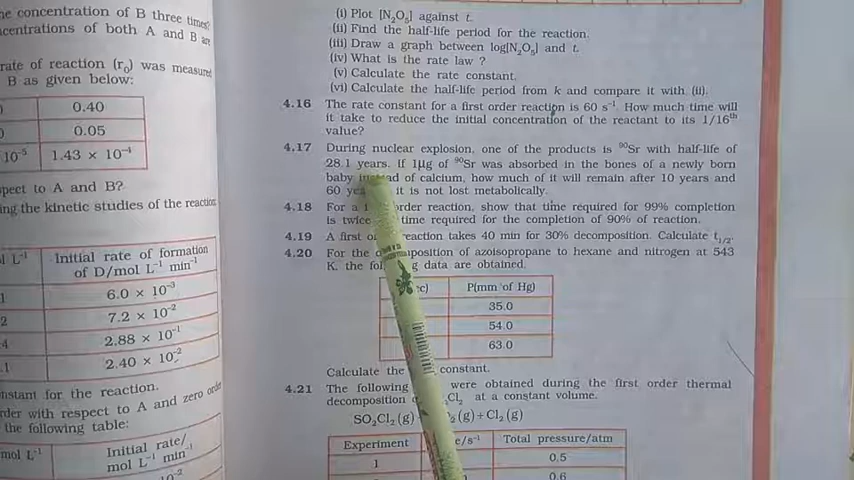 e concentration of B three times?
centrations of both A and B are
rate of reaction (r₀) was measured
B as given below:
0.40
0.05
10⁻⁵ 1.43 × 10⁻⁴
pect to A and B?
ng the kinetic studies of the reaction
l L⁻¹ Initial rate of formation
of D/mol L⁻¹ min⁻¹
1 6.0 × 10⁻³
2 7.2 × 10⁻²
4 2.88 × 10⁻¹
.1 2.40 × 10⁻²
nstant for the reaction.
rder with respect to A and zero order
the following table:
mol L⁻¹ Initial rate/
mol L⁻¹ min⁻¹
(i) Plot [N₂O₅] against t.
(ii) Find the half-life period for the reaction.
(iii) Draw a graph between log[N₂O₅] and t.
(iv) What is the rate law ?
(v) Calculate the rate constant.
(vi) Calculate the half-life period from k and compare it with (ii).
4.16 The rate constant for a first order reaction is 60 s⁻¹. How much time will
it take to reduce the initial concentration of the reactant to its 1/16ᵗʰ
value?
4.17 During nuclear explosion, one of the products is ⁹⁰Sr with half-life of
28.1 years. If 1μg of ⁹⁰Sr was absorbed in the bones of a newly born
baby of calcium, how much of it will remain after 10 years and
60 it is not lost metabolically.
4.18 For a order reaction, show that time required for 99% completion
is twice time required for the completion of 90% of reaction.
4.19 A first reaction takes 40 min for 30% decomposition. Calculate t₁/₂.
4.20 For the position of azoisopropane to hexane and nitrogen at 543
K, the g data are obtained.
P(mm of Hg)
35.0
54.0
63.0
Calculate the constant.
4.21 The following were obtained during the first order thermal
decomposition Cl₂ at a constant volume.
SO₂Cl₂(g) (g) + Cl₂(g)
Experiment /s⁻¹ Total pressure/atm
1 0.5
0.6